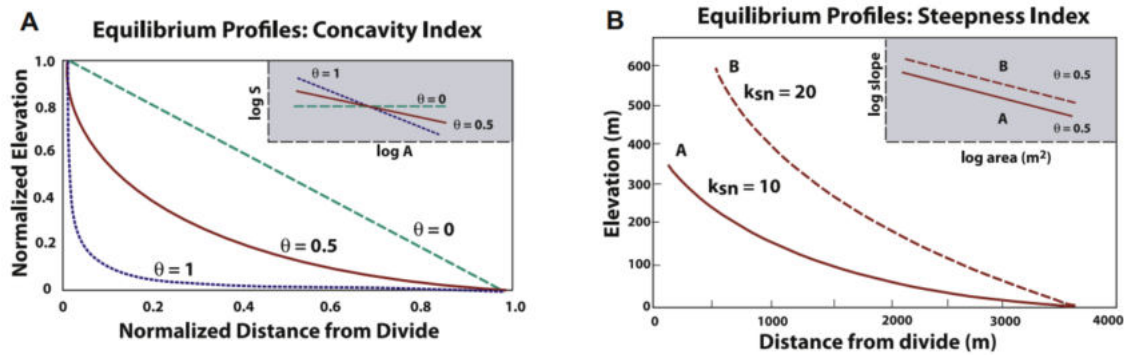 A
Equilibrium Profiles: Concavity Index
Normalized Elevation
1.0
0.8
0.6
0.4
0.2
0
log S
θ = 1
θ = 0
θ = 0.5
log A
θ = 0
θ = 0.5
θ = 1
0
0.2
0.4
0.6
0.8
1.0
Normalized Distance from Divide
B
Equilibrium Profiles: Steepness Index
Elevation (m)
600
500
400
300
200
100
0
log slope
B
θ = 0.5
A
θ = 0.5
log area (m²)
B
ksn = 20
A
ksn = 10
0
1000
2000
3000
4000
Distance from divide (m)